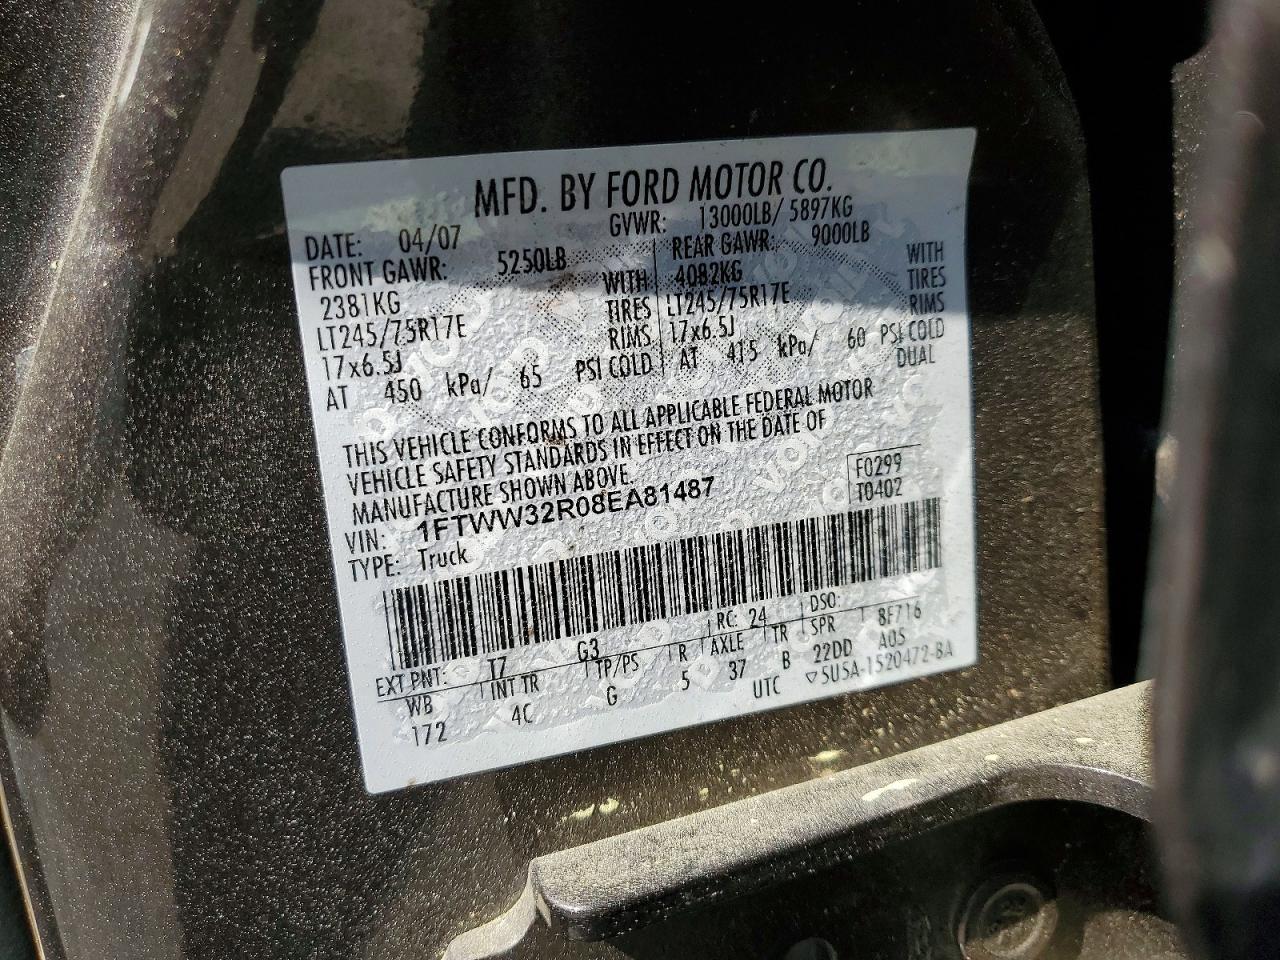 MFD. BY FORD MOTOR CO.
DATE: 04/07 GVWR: 13000LB/ 5897KG
FRONT GAWR: 5250LB REAR GAWR: 9000LB
2381KG WITH 4082KG WITH
LT245/75R17E TIRES LT245/75R17E TIRES
17x6.5J RIMS 17x6.5J RIMS
AT 450 kPa/ 65 PSI COLD AT 415 kPa/ 60 PSI COLD
DUAL
THIS VEHICLE CONFORMS TO ALL APPLICABLE FEDERAL MOTOR
VEHICLE SAFETY STANDARDS IN EFFECT ON THE DATE OF
MANUFACTURE SHOWN ABOVE.
VIN: 1FTWW32R08EA81487 F0299
TYPE: Truck T0402
EXT PNT: T7 G3 RC: 24 DSO: 8F716
WB INT TR TP/PS R AXLE TR SPR
172 4C G 5 37 B 22DD A05
UTC ▽5U5A-1520472-BA